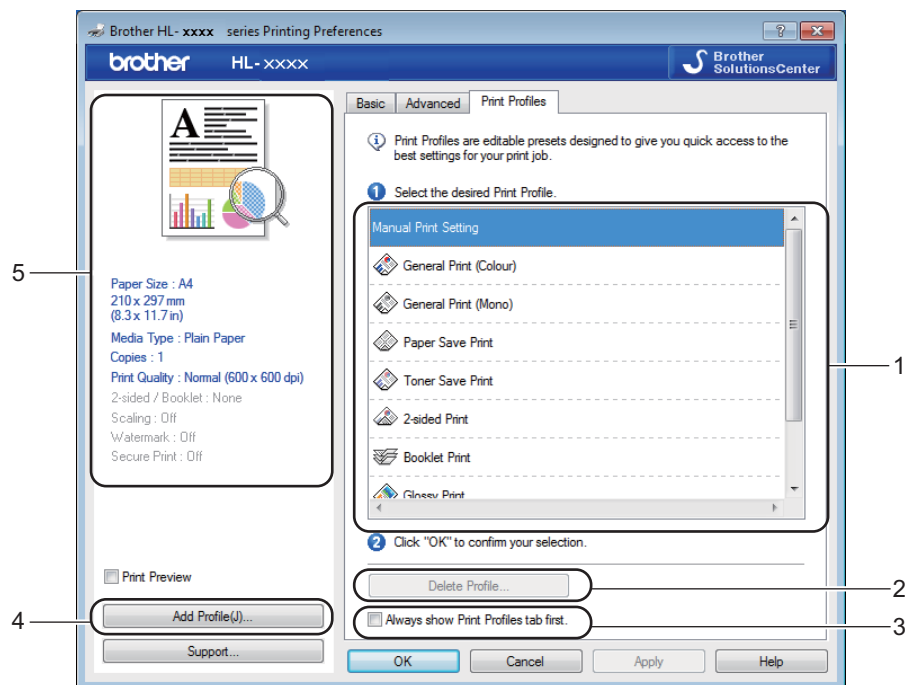 Brother HL- xxxx series Printing Preferences
brother HL- xxxx
Brother
SolutionsCenter
A
Paper Size : A4
210 x 297 mm
(8.3 x 11.7 in)
Media Type : Plain Paper
Copies : 1
Print Quality : Normal (600 x 600 dpi)
2-sided / Booklet : None
Scaling : Off
Watermark : Off
Secure Print : Off
Print Preview
Add Profile(J)...
Support...
Basic Advanced Print Profiles
Print Profiles are editable presets designed to give you quick access to the
best settings for your print job.
1 Select the desired Print Profile.
Manual Print Setting
General Print (Colour)
General Print (Mono)
Paper Save Print
Toner Save Print
2-sided Print
Booklet Print
Glossy Print
2 Click "OK" to confirm your selection.
Delete Profile...
Always show Print Profiles tab first.
OK Cancel Apply Help
5
4
1
2
3